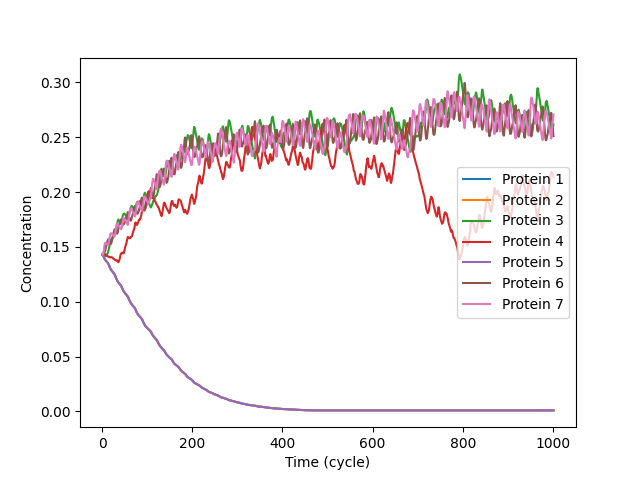 0.30
0.25
0.20
0.15
0.10
0.05
0.00
Concentration
0
200
400
600
800
1000
Time (cycle)
Protein 1
Protein 2
Protein 3
Protein 4
Protein 5
Protein 6
Protein 7